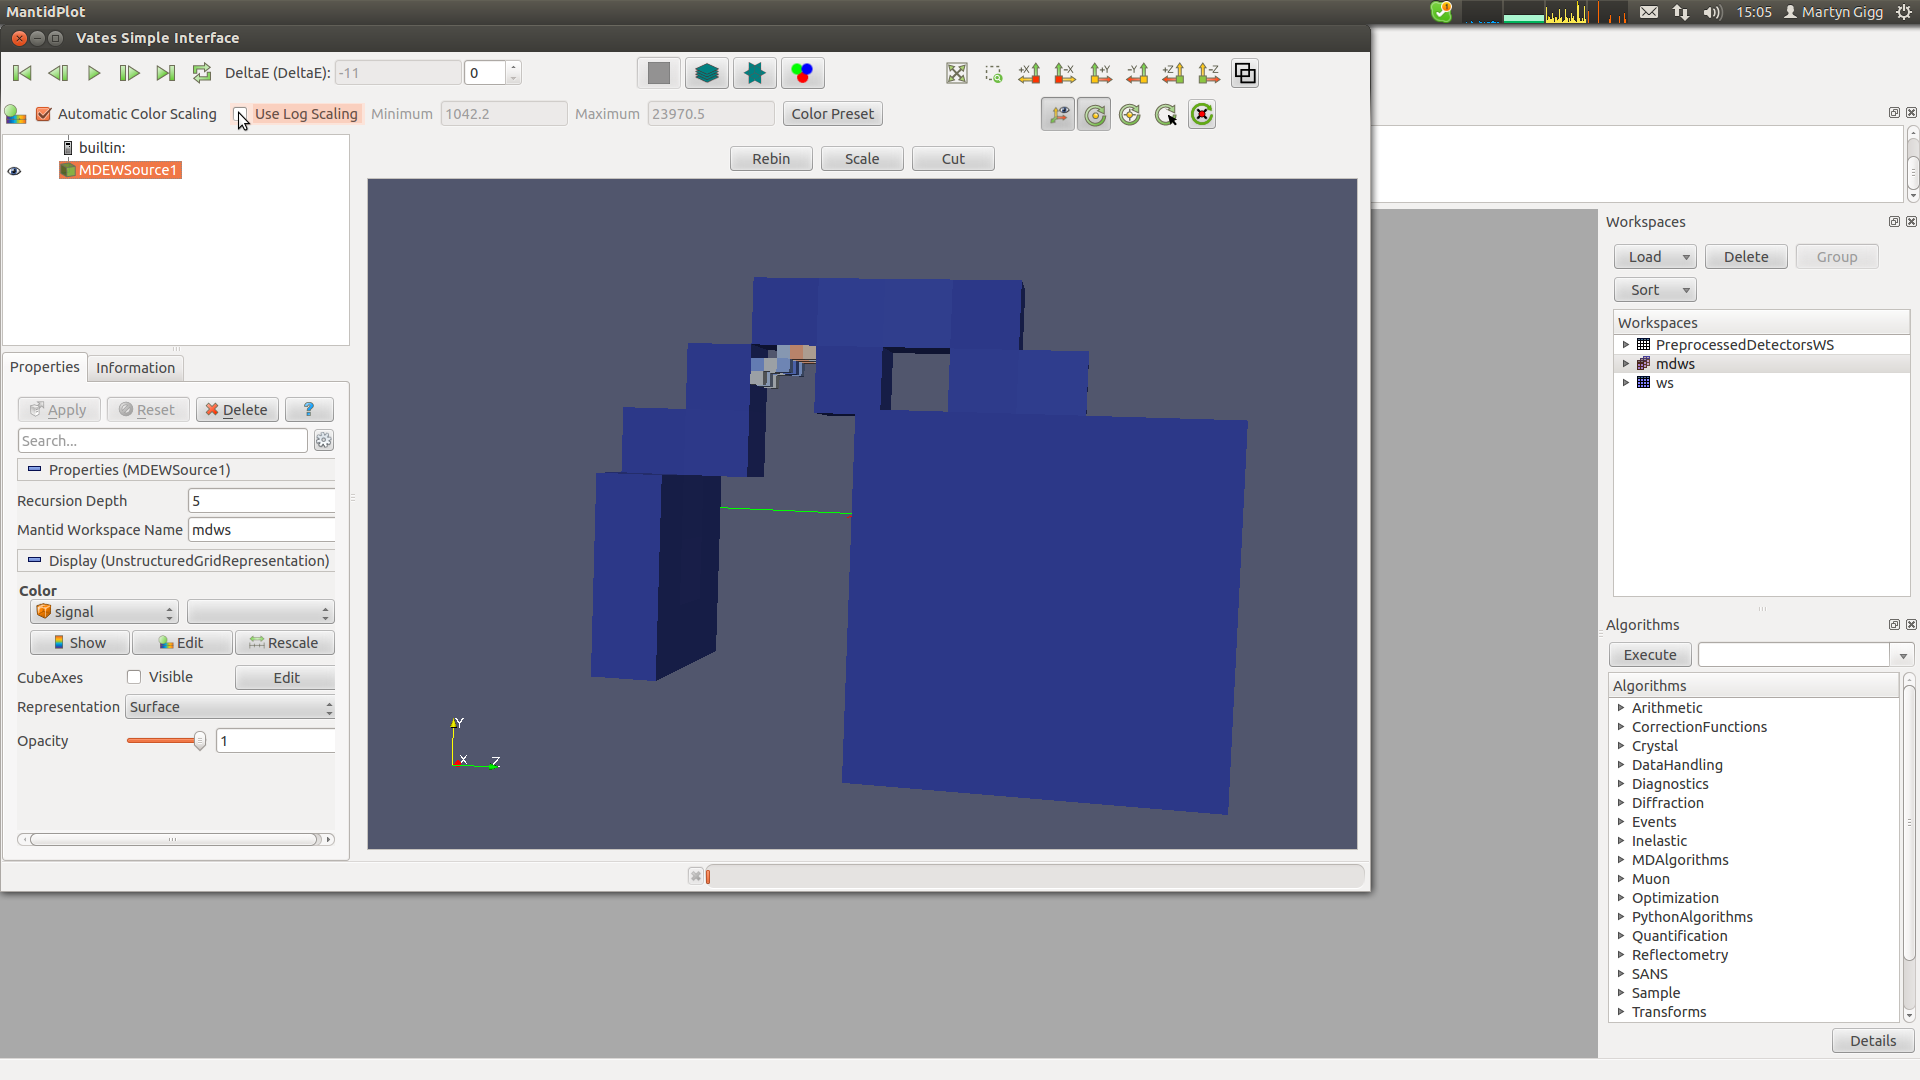 MantidPlot
15:05 Martyn Gigg
Vates Simple Interface
DeltaE (DeltaE): -11 0
+X -X +Y -Y +Z -Z
Automatic Color Scaling Use Log Scaling Minimum 1042.2 Maximum 23970.5 Color Preset
builtin:
MDEWSource1
Rebin Scale Cut
Properties Information
Apply Reset Delete ?
Search...
Properties (MDEWSource1)
Recursion Depth 5
Mantid Workspace Name mdws
Display (UnstructuredGridRepresentation)
Color
signal
Show Edit Rescale
CubeAxes Visible Edit
Representation Surface
Opacity 1
Y
X Z
Workspaces
Load Delete Group
Sort
Workspaces
PreprocessedDetectorsWS
mdws
ws
Algorithms
Execute
Algorithms
Arithmetic
CorrectionFunctions
Crystal
DataHandling
Diagnostics
Diffraction
Events
Inelastic
MDAlgorithms
Muon
Optimization
PythonAlgorithms
Quantification
Reflectometry
SANS
Sample
Transforms
Details